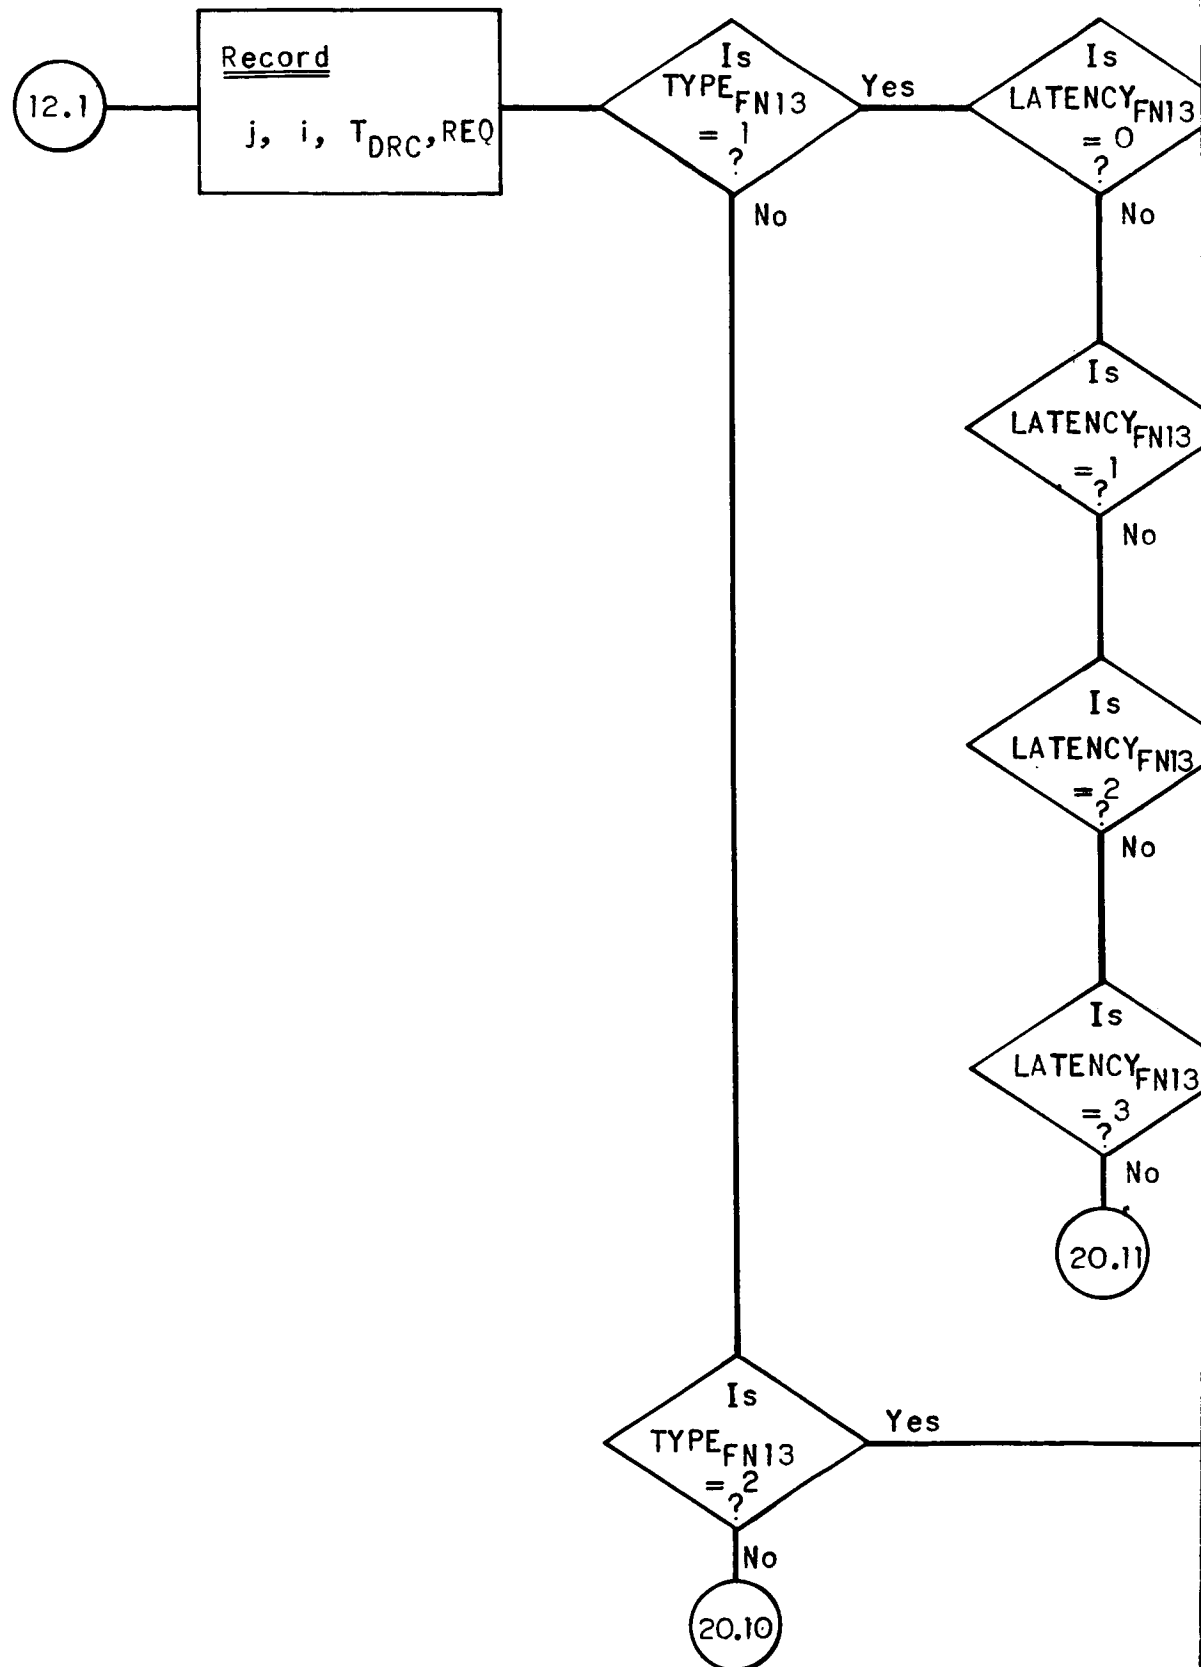 12.1
Record
j, i, T_DRC, REQ
Is
TYPE_FN13
= 1
?
Yes
No
Is
LATENCY_FN13
= 0
?
No
Is
LATENCY_FN13
= 1
?
No
Is
LATENCY_FN13
= 2
?
No
Is
LATENCY_FN13
= 3
?
No
20.11
Is
TYPE_FN13
= 2
?
Yes
No
20.10